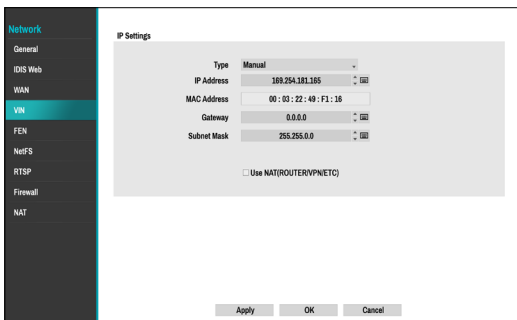 Network
General
IDIS Web
WAN
VIN
FEN
NetFS
RTSP
Firewall
NAT
IP Settings
Type Manual
IP Address 169.254.181.165
MAC Address 00 : 03 : 22 : 49 : F1 : 16
Gateway 0.0.0.0
Subnet Mask 255.255.0.0
Use NAT(ROUTER/VPN/ETC)
Apply OK Cancel